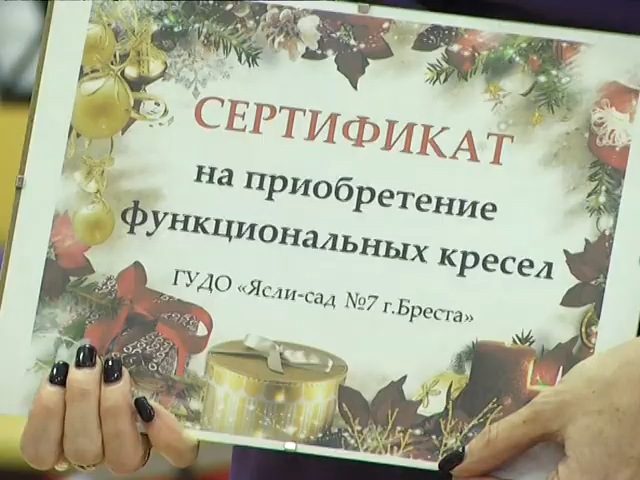 СЕРТИФИКАТ
на приобретение
функциональных кресел
ГУДО «Ясли-сад №7 г.Бреста»